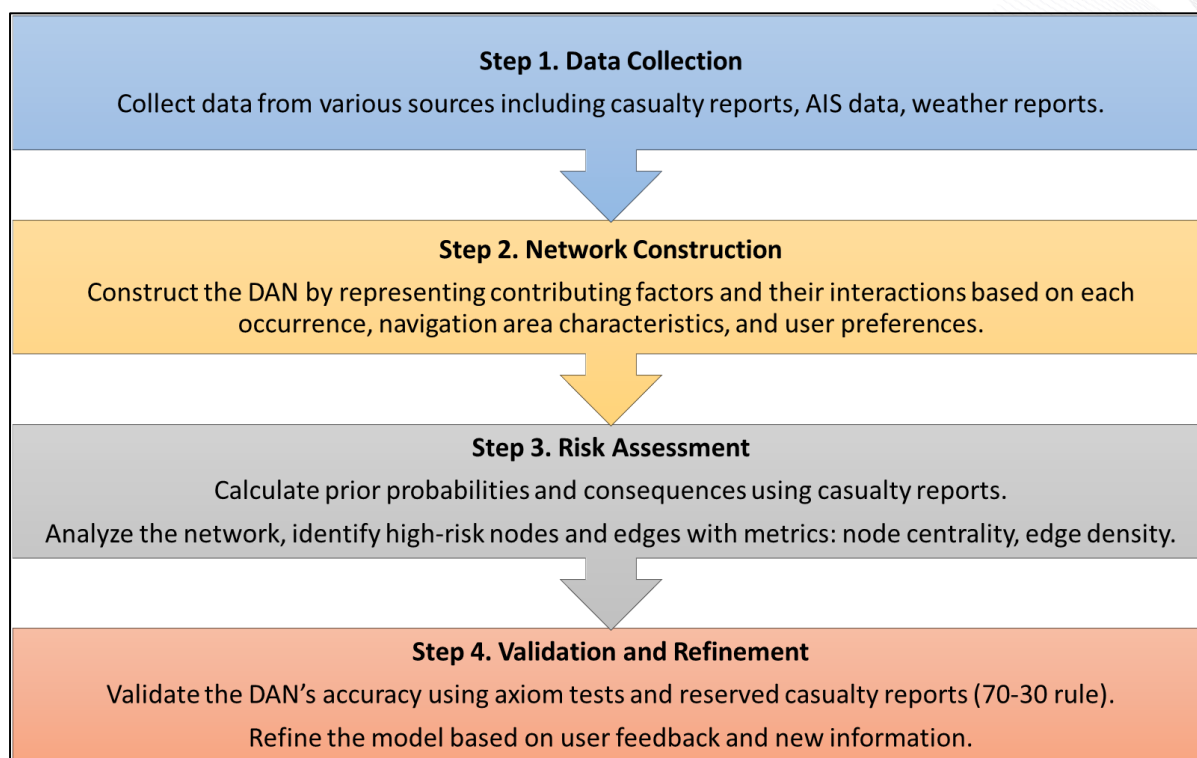 Step 1. Data Collection
Collect data from various sources including casualty reports, AIS data, weather reports.
Step 2. Network Construction
Construct the DAN by representing contributing factors and their interactions based on each
occurrence, navigation area characteristics, and user preferences.
Step 3. Risk Assessment
Calculate prior probabilities and consequences using casualty reports.
Analyze the network, identify high-risk nodes and edges with metrics: node centrality, edge density.
Step 4. Validation and Refinement
Validate the DAN's accuracy using axiom tests and reserved casualty reports (70-30 rule).
Refine the model based on user feedback and new information.